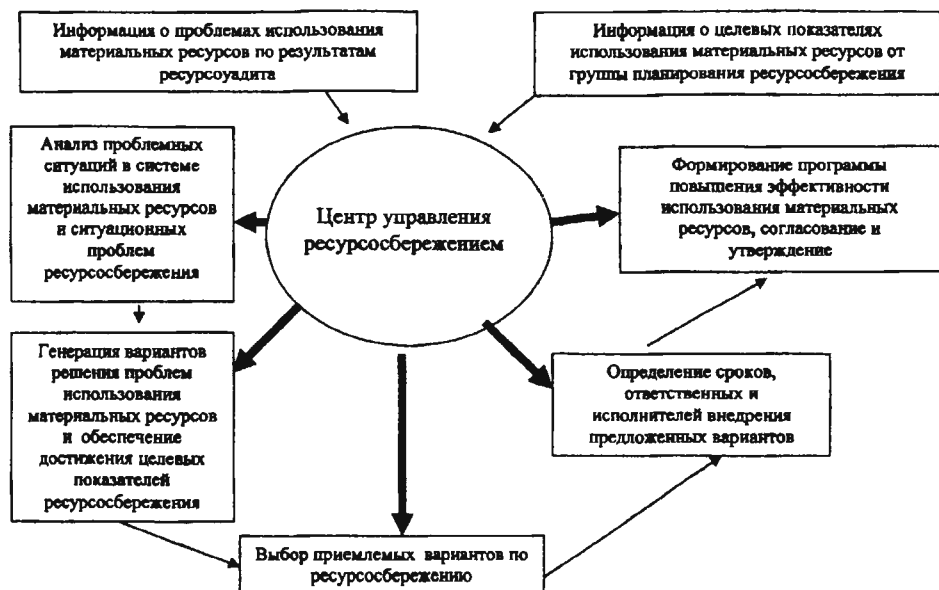 Информация о проблемах использования
материальных ресурсов по результатам
ресурсоуадита
Информация о целевых показателях
использования материальных ресурсов от
группы планирования ресурсосбережения
Анализ проблемных
ситуаций в системе
использования
материальных ресурсов
и ситуационных
проблем
ресурсосбережения
Центр управления
ресурсосбережением
Формирование программы
повышения эффективности
использования материальных
ресурсов, согласование и
утверждение
Генерация вариантов
решения проблем
использования
материальных ресурсов
и обеспечение
достижения целевых
показателей
ресурсосбережения
Определение сроков,
ответственных и
исполнителей внедрения
предложенных вариантов
Выбор приемлемых вариантов по
ресурсосбережению